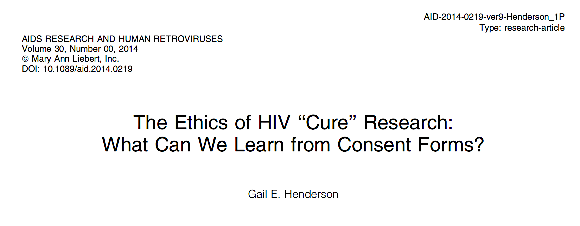 AID-2014-0219-ver9-Henderson_1P
Type: research-article
AIDS RESEARCH AND HUMAN RETROVIRUSES
Volume 30, Number 00, 2014
© Mary Ann Liebert, Inc.
DOI: 10.1089/aid.2014.0219
The Ethics of HIV “Cure” Research:
What Can We Learn from Consent Forms?
Gail E. Henderson